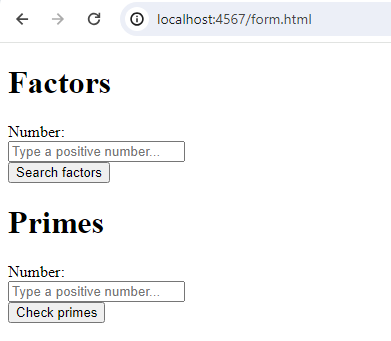 localhost:4567/form.html
Factors
Number:
Type a positive number...
Search factors
Primes
Number:
Type a positive number...
Check primes